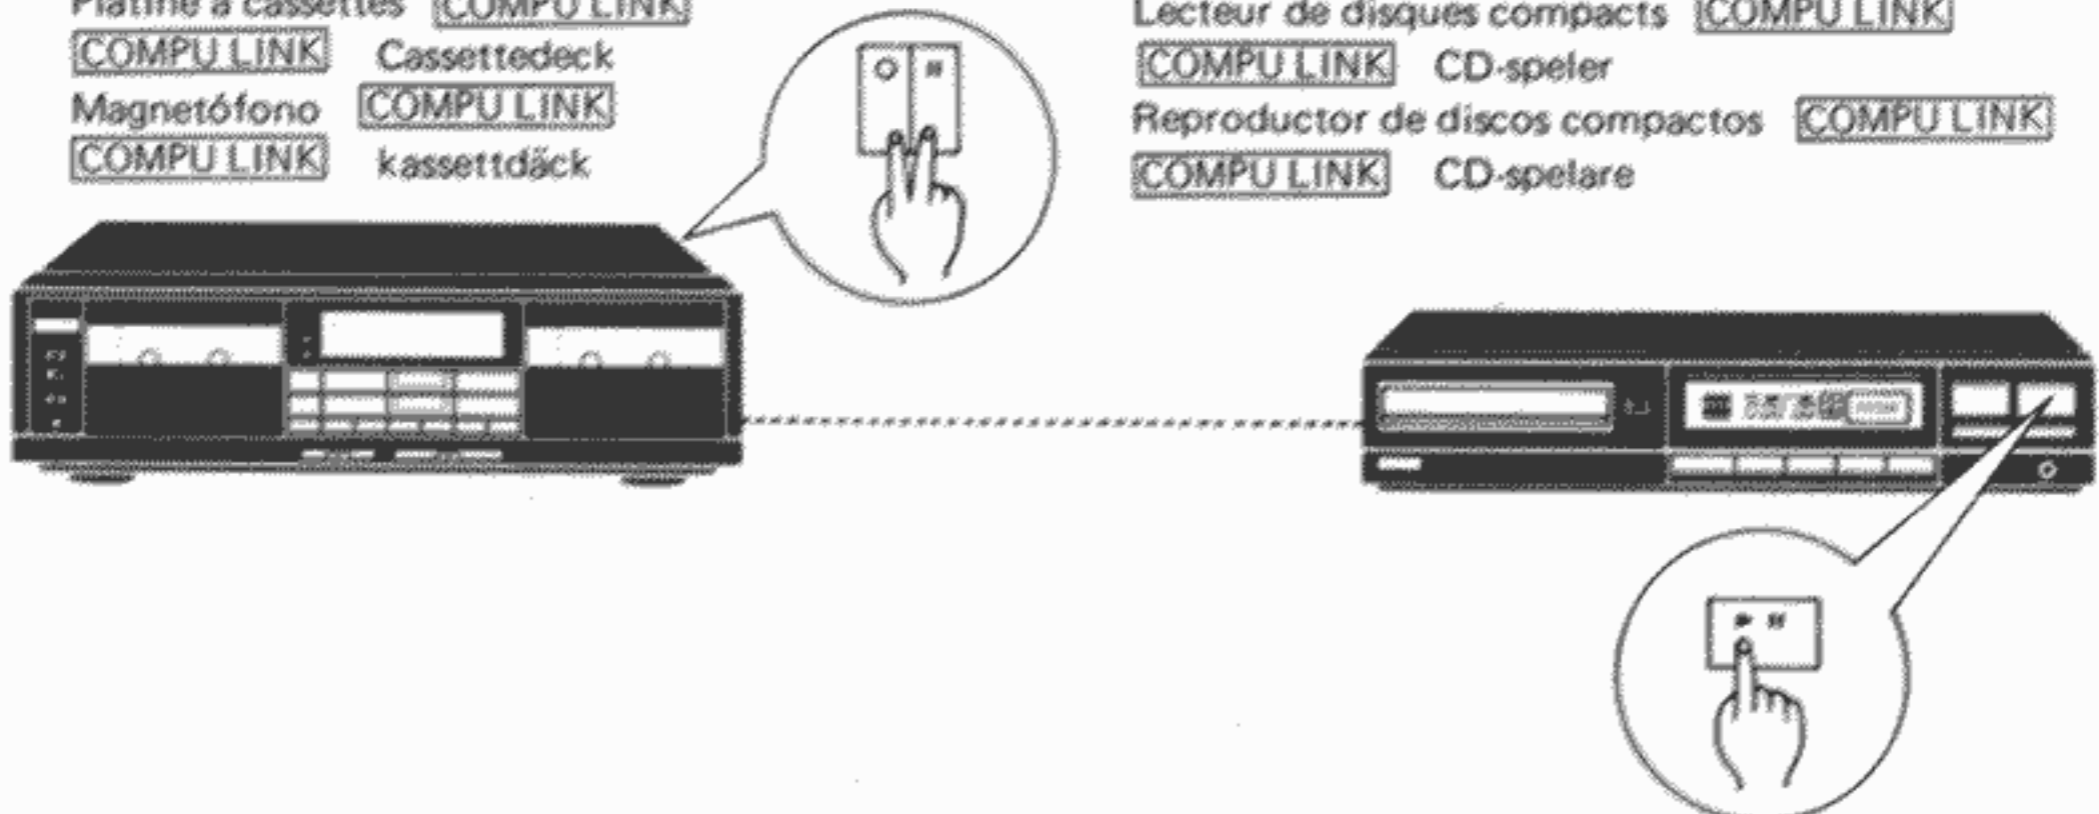 Platine à cassettes COMPU LINK
COMPU LINK Cassettedeck
Magnetófono COMPU LINK
COMPU LINK kassettdäck
Lecteur de disques compacts COMPU LINK
COMPU LINK CD-speler
Reproductor de discos compactos COMPU LINK
COMPU LINK CD-spelare